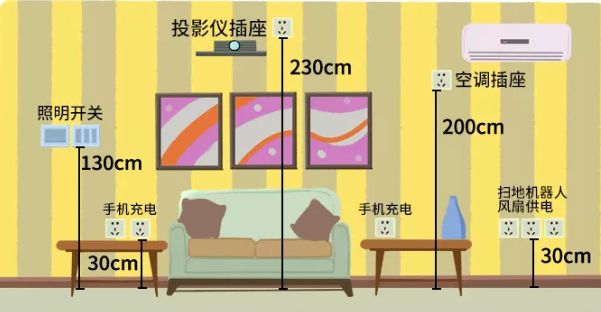 投影仪插座
230cm
空调插座
200cm
照明开关
130cm
手机充电
30cm
手机充电
扫地机器人
风扇供电
30cm